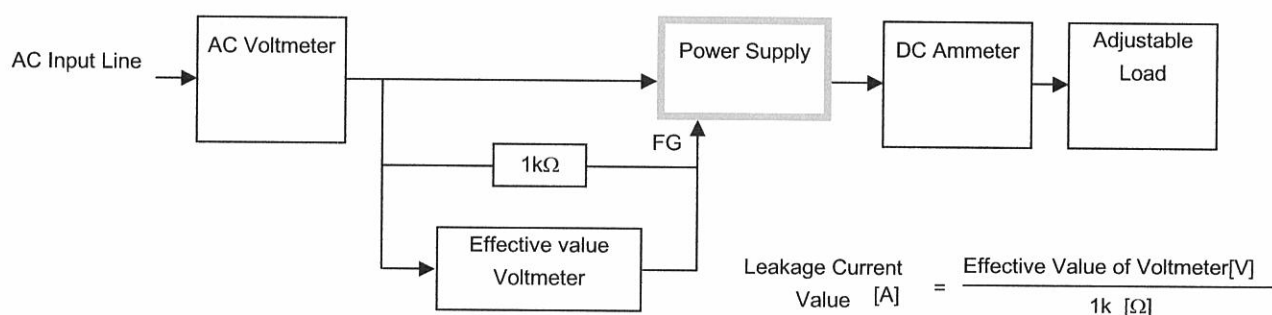 AC Input Line
AC Voltmeter
Power Supply
DC Ammeter
Adjustable
Load
FG
1kΩ
Effective value
Voltmeter
Leakage Current
Value [A]
=
Effective Value of Voltmeter[V]
1k [Ω]